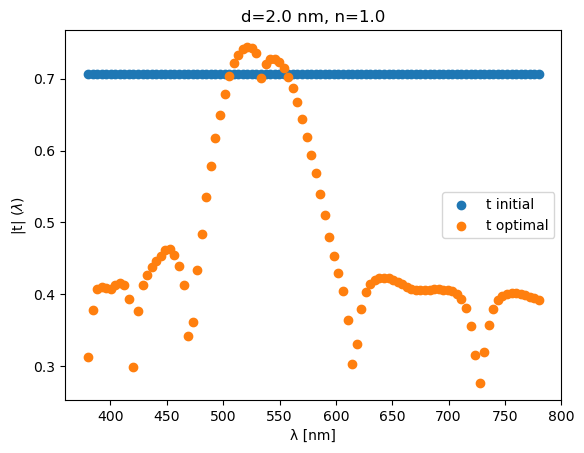 d=2.0 nm, n=1.0
|t| (λ)
0.7
0.6
0.5
0.4
0.3
t initial
t optimal
400 450 500 550 600 650 700 750 800
λ [nm]